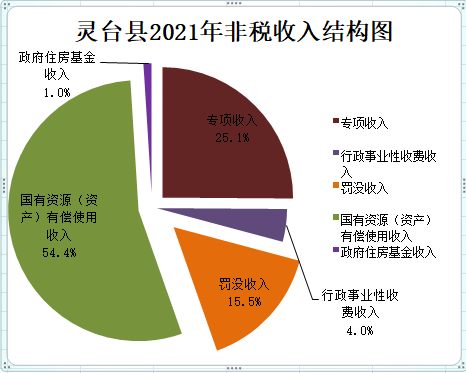 灵台县2021年非税收入结构图
政府住房基金
收入
1.0%
专项收入
25.1%
国有资源（资
产）有偿使用
收入
54.4%
罚没收入
15.5%
行政事业性收
费收入
4.0%
专项收入
行政事业性收费收
入
罚没收入
国有资源（资产）
有偿使用收入
政府住房基金收入